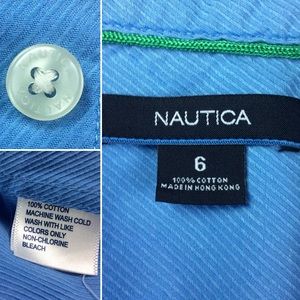 NAUTICA
6
100% COTTON
MADE IN HONG KONG
100% COTTON
MACHINE WASH COLD
WASH WITH LIKE
COLORS ONLY
NON-CHLORINE
BLEACH